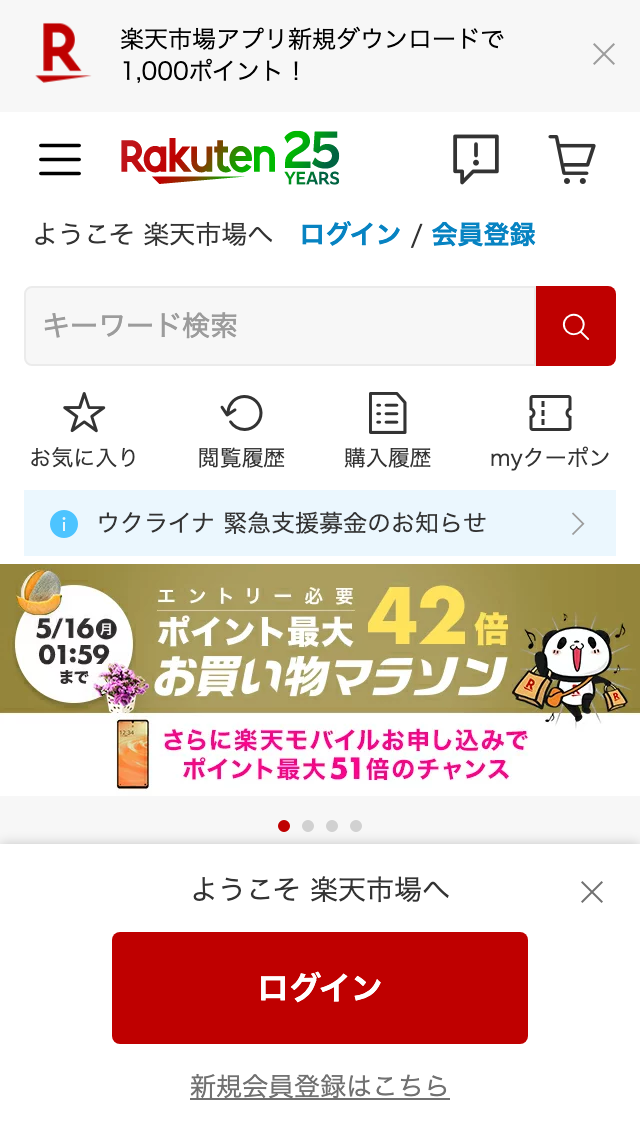 R
楽天市場アプリ新規ダウンロードで
1,000ポイント！
Rakuten 25 YEARS
ようこそ 楽天市場へ ログイン / 会員登録
キーワード検索
お気に入り 閲覧履歴 購入履歴 myクーポン
ウクライナ 緊急支援募金のお知らせ
5/16月
01:59
まで
エントリー必要
ポイント最大42倍
お買い物マラソン
R
R
12:34
さらに楽天モバイルお申し込みで
ポイント最大51倍のチャンス
ようこそ 楽天市場へ
ログイン
新規会員登録はこちら